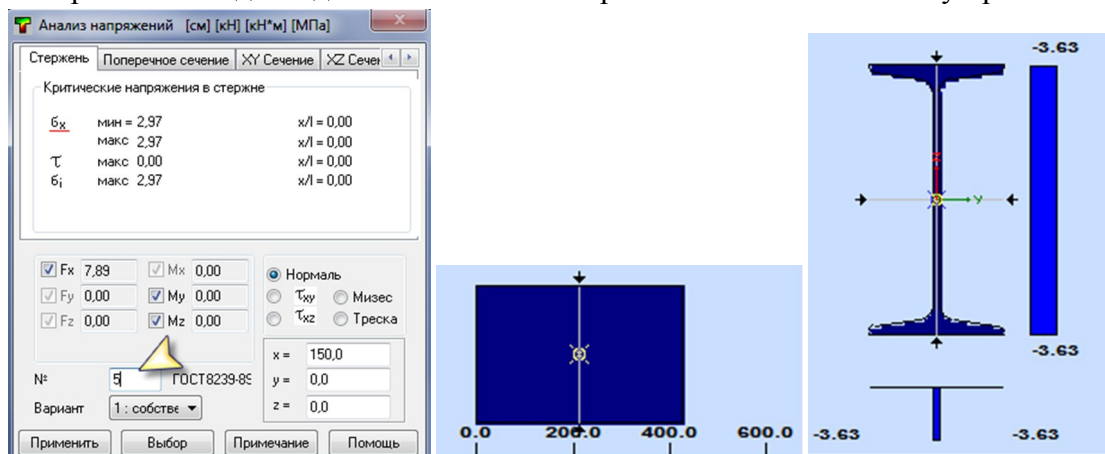 Анализ напряжений [см] [кН] [кН*м] [МПа]
Стержень Поперечное сечение XY Сечение XZ Сечен
Критические напряжения в стержне
σx мин = 2,97 x/l = 0,00
макс 2,97 x/l = 0,00
τ макс 0,00 x/l = 0,00
σi макс 2,97 x/l = 0,00
Fx 7,89 Mx 0,00
Fy 0,00 My 0,00
Fz 0,00 Mz 0,00
Нормаль
τxy Мизес
τxz Треска
x = 150,0
y = 0,0
z = 0,0
№ 5 ГОСТ8239-89
Вариант 1 : собстве
Применить Выбор Примечание Помощь
0.0 200.0 400.0 600.0
-3.63
Y
-3.63
-3.63 -3.63